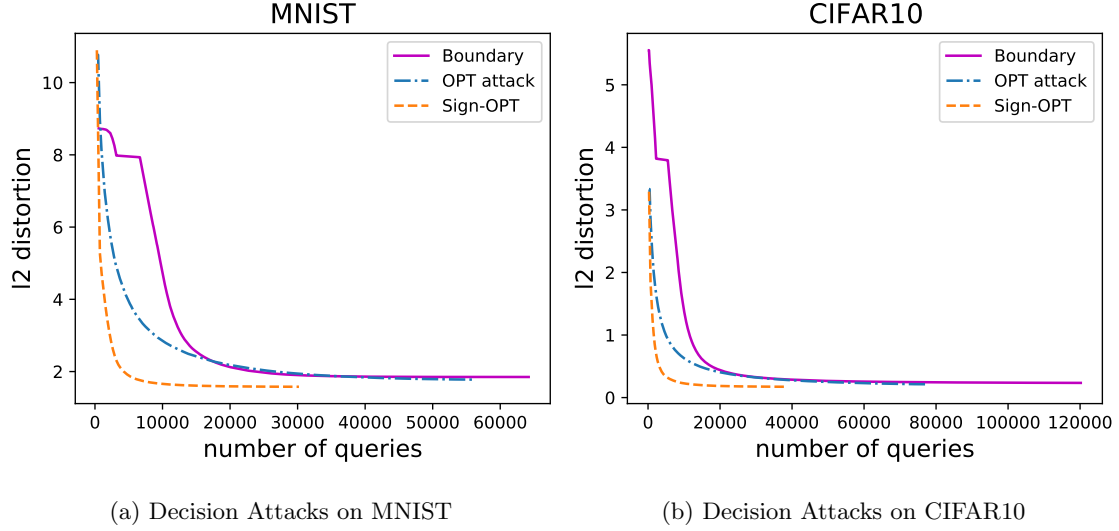 MNIST
l2 distortion
10
8
6
4
2
Boundary
OPT attack
Sign-OPT
0 10000 20000 30000 40000 50000 60000
number of queries
(a) Decision Attacks on MNIST
CIFAR10
l2 distortion
5
4
3
2
1
0
Boundary
OPT attack
Sign-OPT
0 20000 40000 60000 80000 100000 120000
number of queries
(b) Decision Attacks on CIFAR10